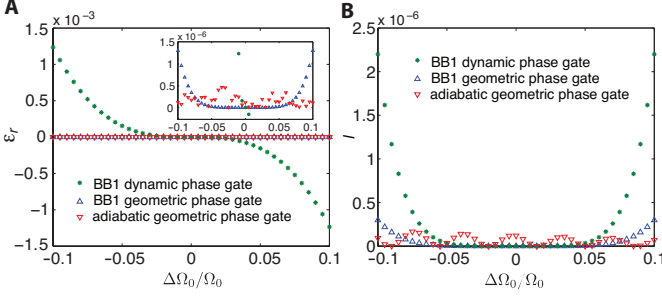 A
x 10⁻³
1.5
1
0.5
0
−0.5
−1
−1.5
εr
x 10⁻⁶
1.5
1
0.5
0
−0.1
−0.05
0
0.05
0.1
BB1 dynamic phase gate
BB1 geometric phase gate
adiabatic geometric phase gate
−0.1
−0.05
0
0.05
0.1
ΔΩ₀/Ω₀
B
x 10⁻⁶
2.5
2
1.5
1
0.5
0
I
BB1 dynamic phase gate
BB1 geometric phase gate
adiabatic geometric phase gate
−0.1
−0.05
0
0.05
0.1
ΔΩ₀/Ω₀